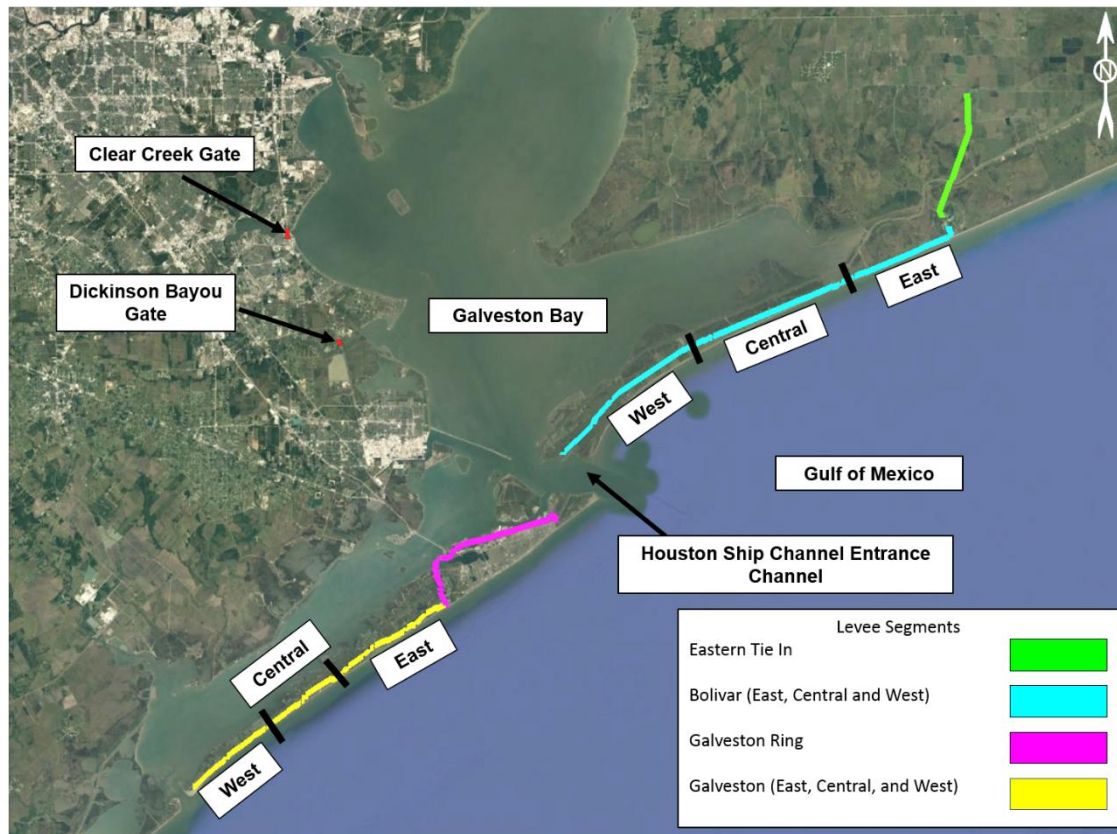 N
Clear Creek Gate
Dickinson Bayou
Gate
Galveston Bay
East
Central
West
Gulf of Mexico
Houston Ship Channel Entrance
Channel
Central
East
West
Levee Segments
Eastern Tie In
Bolivar (East, Central and West)
Galveston Ring
Galveston (East, Central, and West)